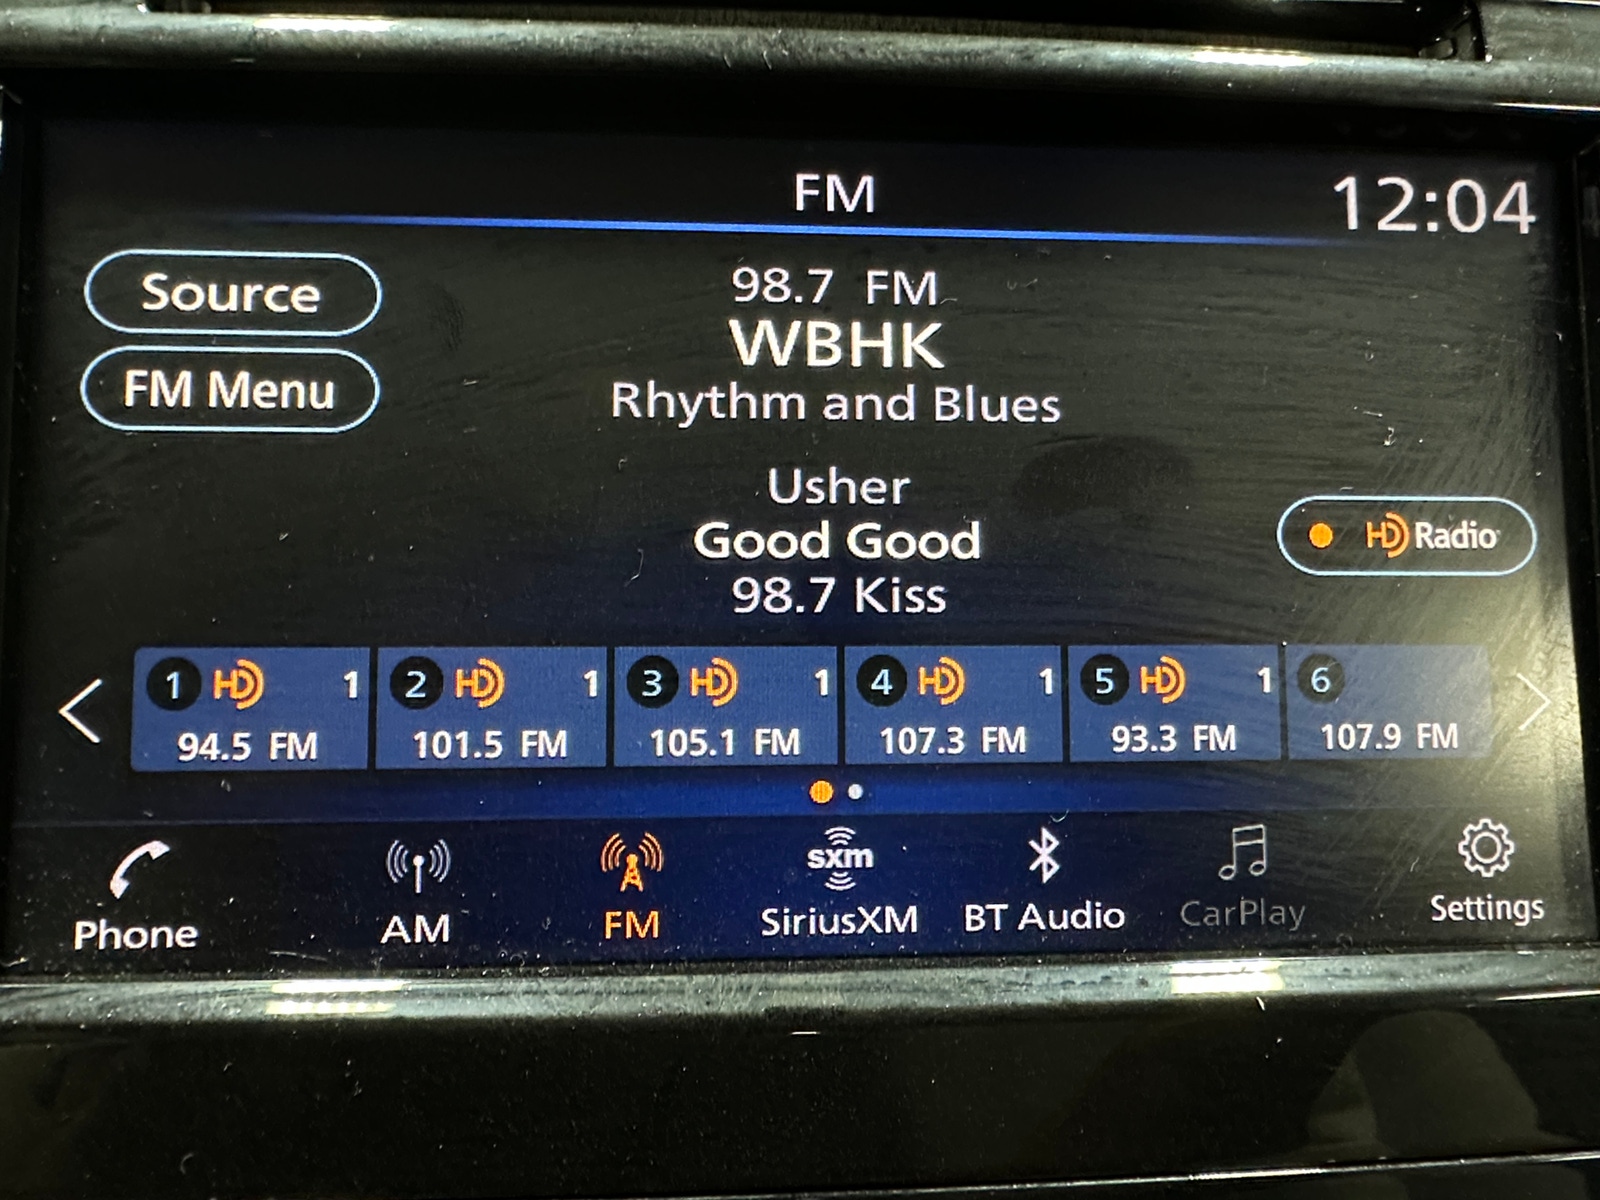 FM
12:04
Source
FM Menu
98.7 FM
WBHK
Rhythm and Blues
Usher
Good Good
98.7 Kiss
HD Radio
1 HD 1
94.5 FM
2 HD 1
101.5 FM
3 HD 1
105.1 FM
4 HD 1
107.3 FM
5 HD 1
93.3 FM
6
107.9 FM
Phone
AM
FM
sxm
SiriusXM
BT Audio
CarPlay
Settings